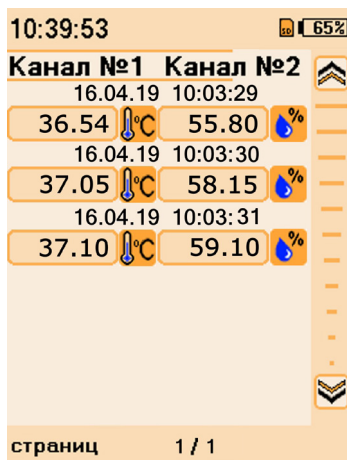 10:39:53 SD 65%
Канал №1 Канал №2
16.04.19 10:03:29
36.54 °C 55.80 %
16.04.19 10:03:30
37.05 °C 58.15 %
16.04.19 10:03:31
37.10 °C 59.10 %
страниц 1/1